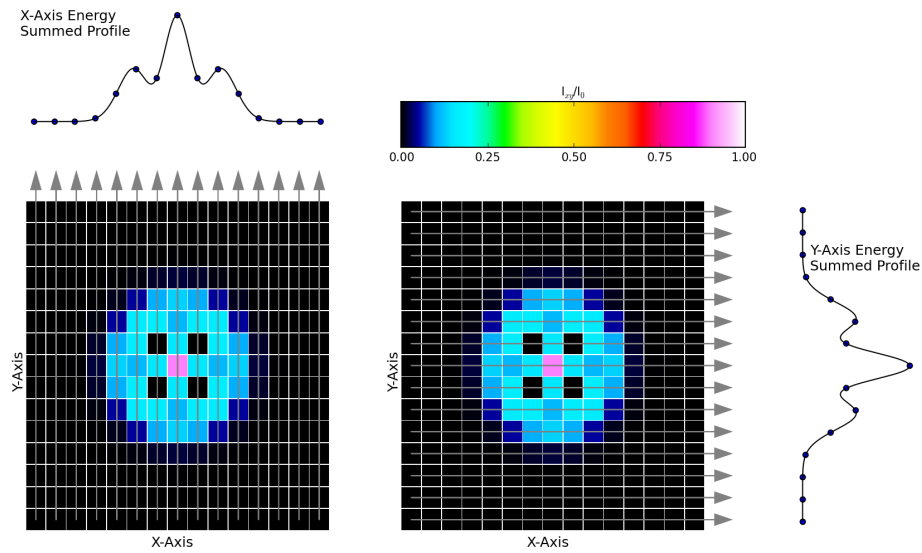 X-Axis Energy
Summed Profile
I_xy/I_0
0.00 0.25 0.50 0.75 1.00
Y-Axis Energy
Summed Profile
Y-Axis
Y-Axis
X-Axis
X-Axis